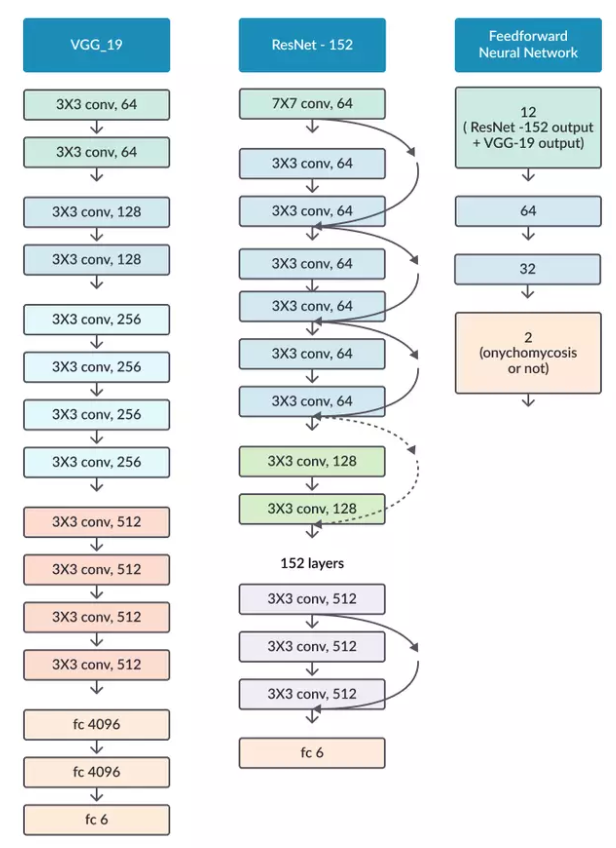 VGG_19
3X3 conv, 64
3X3 conv, 64
3X3 conv, 128
3X3 conv, 128
3X3 conv, 256
3X3 conv, 256
3X3 conv, 256
3X3 conv, 256
3X3 conv, 512
3X3 conv, 512
3X3 conv, 512
3X3 conv, 512
fc 4096
fc 4096
fc 6
ResNet - 152
7X7 conv, 64
3X3 conv, 64
3X3 conv, 64
3X3 conv, 64
3X3 conv, 64
3X3 conv, 64
3X3 conv, 64
3X3 conv, 128
3X3 conv, 128
152 layers
3X3 conv, 512
3X3 conv, 512
3X3 conv, 512
fc 6
Feedforward
Neural Network
12
( ResNet -152 output
+ VGG-19 output)
64
32
2
(onychomycosis
or not)